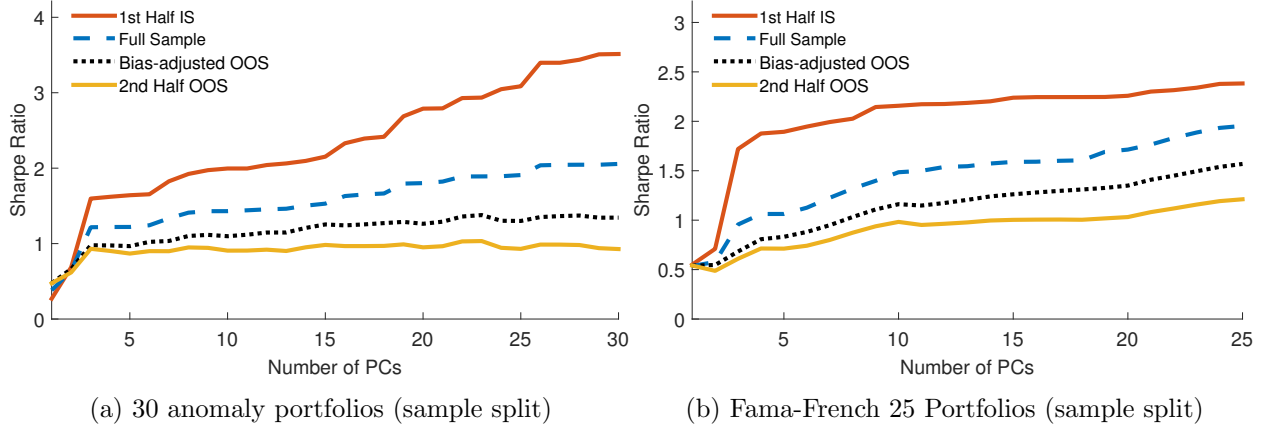 4
3
2
1
0
Sharpe Ratio
1st Half IS
Full Sample
Bias-adjusted OOS
2nd Half OOS
5 10 15 20 25 30
Number of PCs
(a) 30 anomaly portfolios (sample split)
3
2.5
2
1.5
1
0.5
0
Sharpe Ratio
1st Half IS
Full Sample
Bias-adjusted OOS
2nd Half OOS
5 10 15 20 25
Number of PCs
(b) Fama-French 25 Portfolios (sample split)